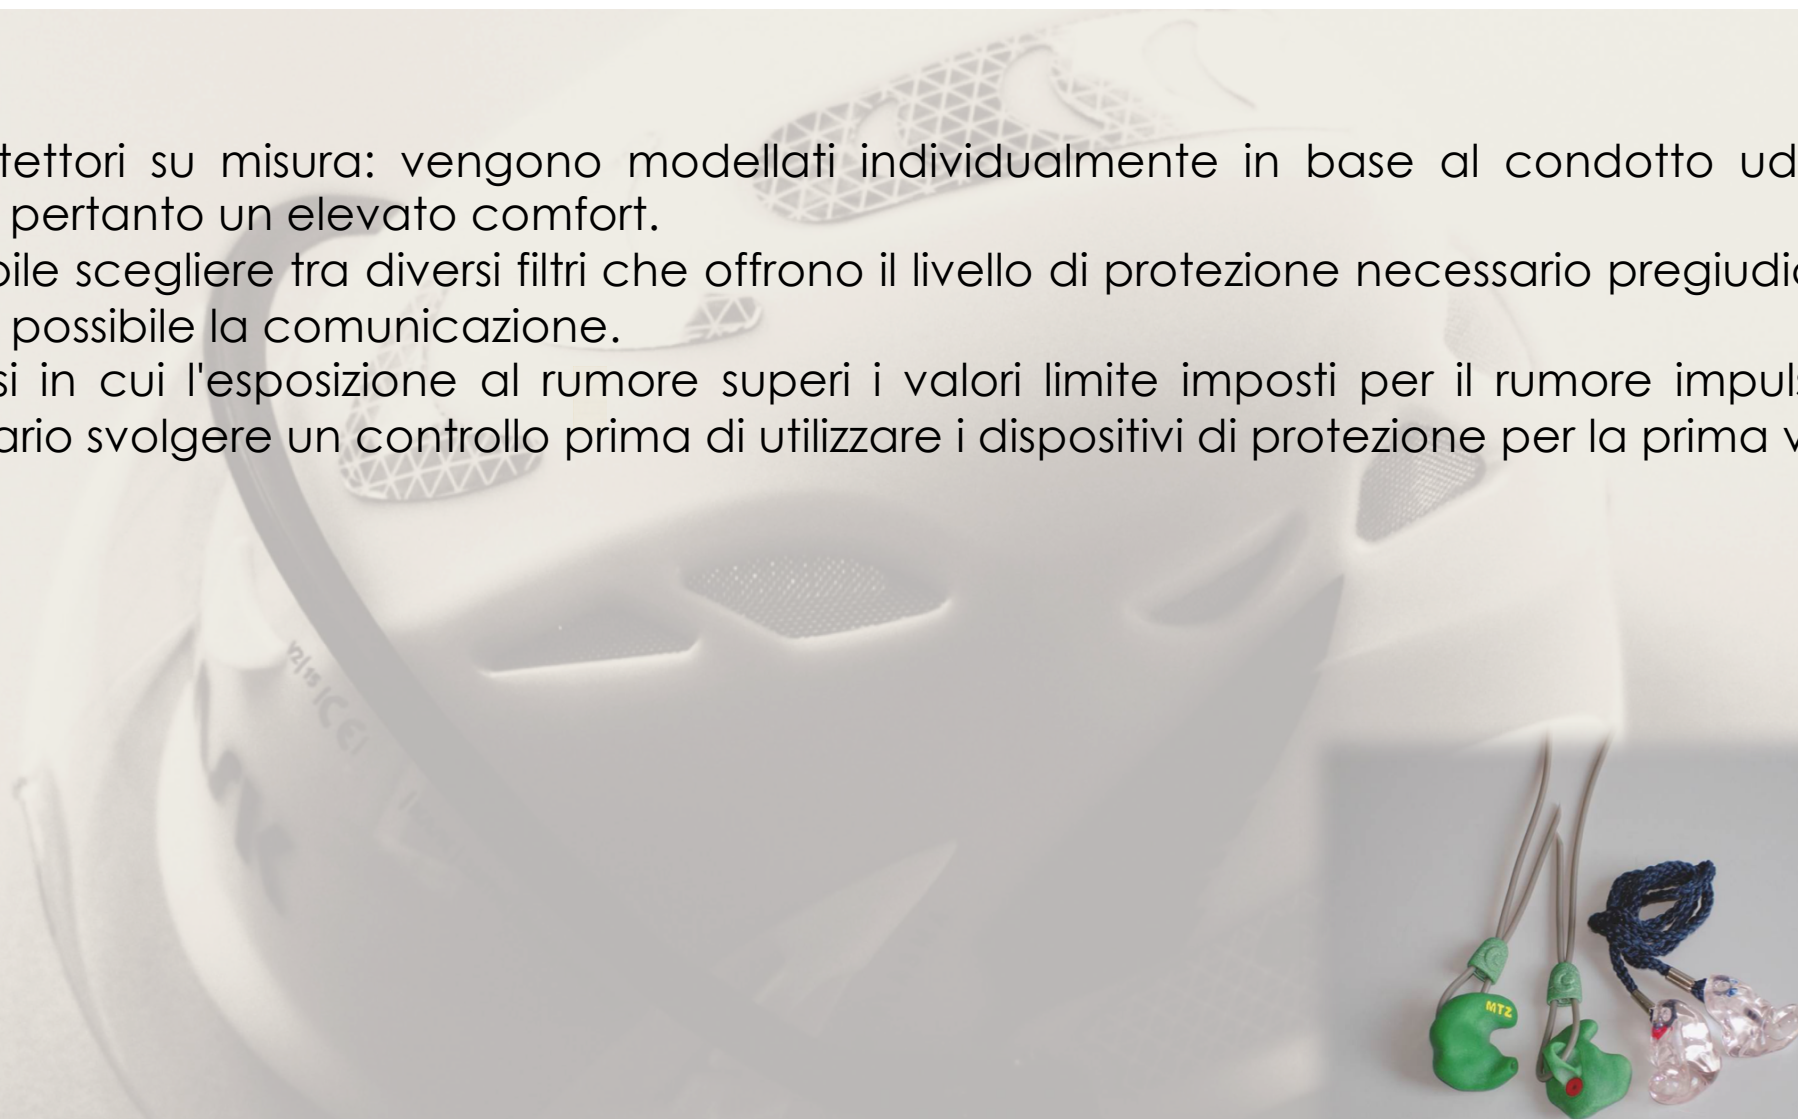 tettori su misura: vengono modellati individualmente in base al condotto ud
pertanto un elevato comfort.
bile scegliere tra diversi filtri che offrono il livello di protezione necessario pregiudic
possibile la comunicazione.
si in cui l'esposizione al rumore superi i valori limite imposti per il rumore impuls
ario svolgere un controllo prima di utilizzare i dispositivi di protezione per la prima v
MTZ